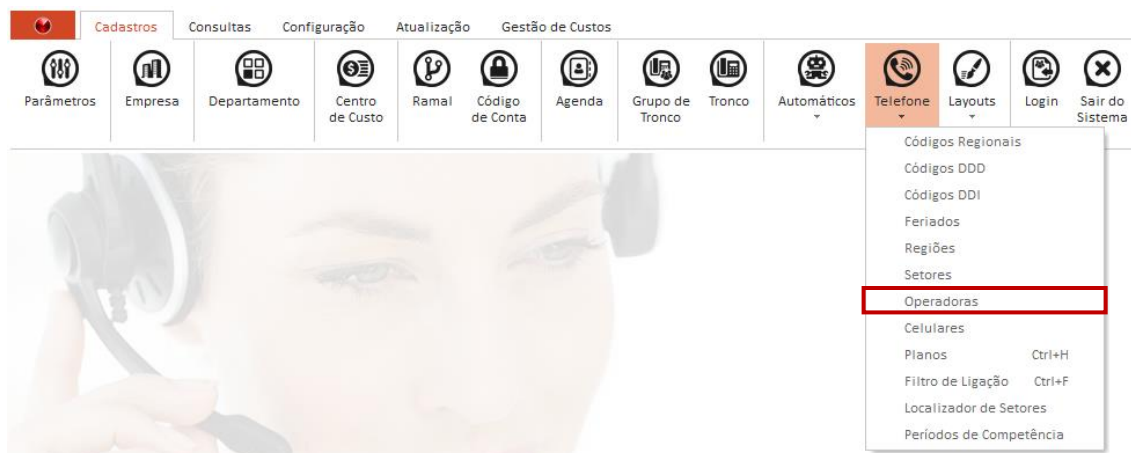 Cadastros Consultas Configuração Atualização Gestão de Custos
Parâmetros Empresa Departamento Centro de Custo Ramal Código de Conta Agenda Grupo de Tronco Tronco Automáticos Telefone Layouts Login Sair do Sistema
Códigos Regionais
Códigos DDD
Códigos DDI
Feriados
Regiões
Setores
Operadoras
Celulares
Planos Ctrl+H
Filtro de Ligação Ctrl+F
Localizador de Setores
Períodos de Competência